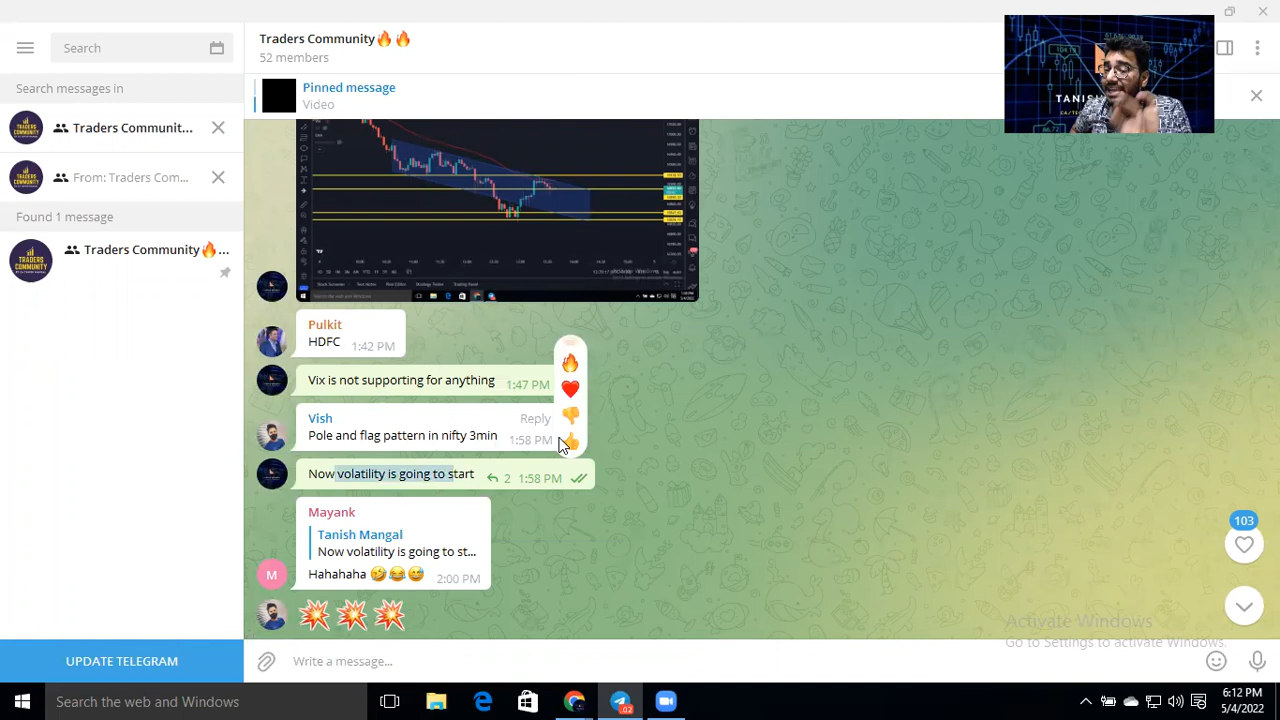 Search
Traders Community🔥🔥
52 members
Search messages in
Pinned message
Video
TANIS
Traders Communit...
From: Traders Com...
Found 1 message
Traders Community🔥...
Pulkit
HDFC 1:42 PM
Vix is not supporting for anything 1:47 PM
Vish Reply
Pole and flag pattern in nifty 3min 1:58 PM
Now volatility is going to start 2 1:58 PM
Mayank
Tanish Mangal
Now volatility is going to st...
Hahahaha 🤣😂😅 2:00 PM
💥💥💥
M
103
Activate Windows
Go to Settings to activate Windows.
UPDATE TELEGRAM
Write a message...
Search the web and Windows
6:12 PM
5/4/2022